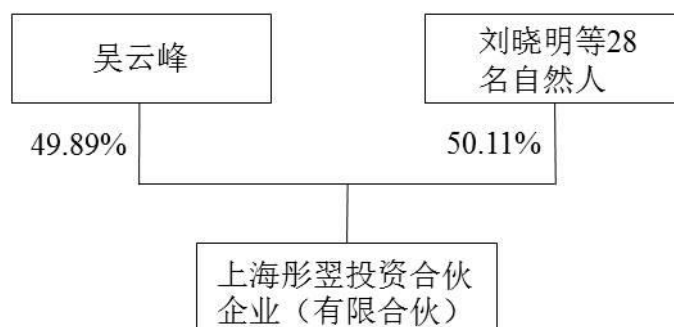 吴云峰
刘晓明等28
名自然人
49.89%
50.11%
上海彤翌投资合伙
企业（有限合伙）